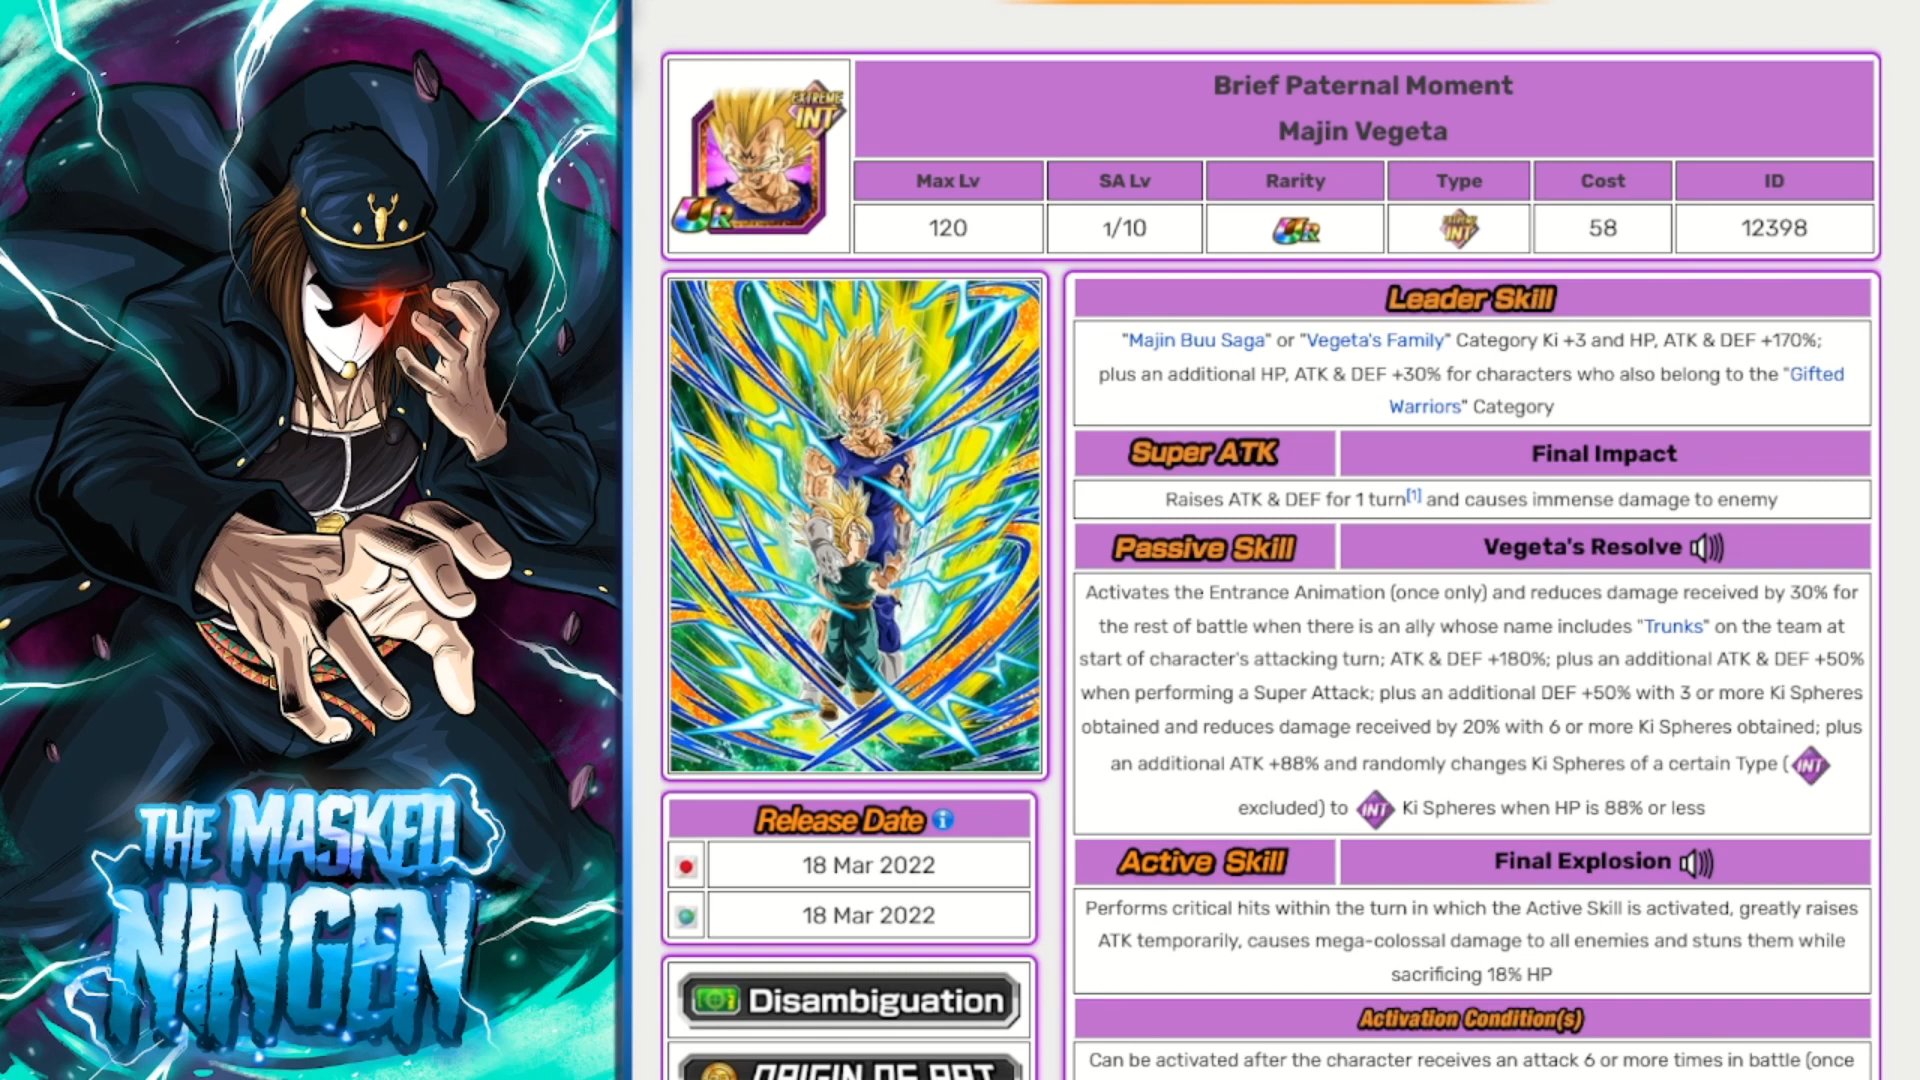 THE MASKED
NINGEN
EXTREME
INT
UR
Brief Paternal Moment
Majin Vegeta
Max Lv
SA Lv
Rarity
Type
Cost
ID
120
1/10
UR
EXTREME
INT
58
12398
Leader Skill
"Majin Buu Saga" or "Vegeta's Family" Category Ki +3 and HP, ATK & DEF +170%;
plus an additional HP, ATK & DEF +30% for characters who also belong to the "Gifted
Warriors" Category
Super ATK
Final Impact
Raises ATK & DEF for 1 turn[1] and causes immense damage to enemy
Passive Skill
Vegeta's Resolve
Activates the Entrance Animation (once only) and reduces damage received by 30% for
the rest of battle when there is an ally whose name includes "Trunks" on the team at
start of character's attacking turn; ATK & DEF +180%; plus an additional ATK & DEF +50%
when performing a Super Attack; plus an additional DEF +50% with 3 or more Ki Spheres
obtained and reduces damage received by 20% with 6 or more Ki Spheres obtained; plus
an additional ATK +88% and randomly changes Ki Spheres of a certain Type ( INT
excluded) to INT Ki Spheres when HP is 88% or less
Active Skill
Final Explosion
Performs critical hits within the turn in which the Active Skill is activated, greatly raises
ATK temporarily, causes mega-colossal damage to all enemies and stuns them while
sacrificing 18% HP
Activation Condition(s)
Can be activated after the character receives an attack 6 or more times in battle (once
Release Date
18 Mar 2022
18 Mar 2022
Disambiguation
ORIGIN OF ART